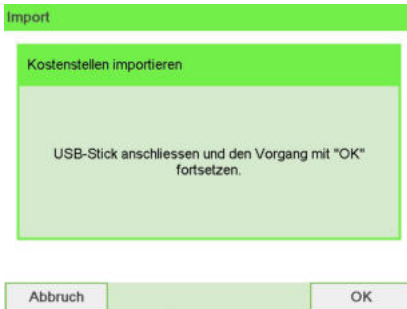 Import
Kostenstellen importieren
USB-Stick anschliessen und den Vorgang mit "OK"
fortsetzen.
Abbruch
OK